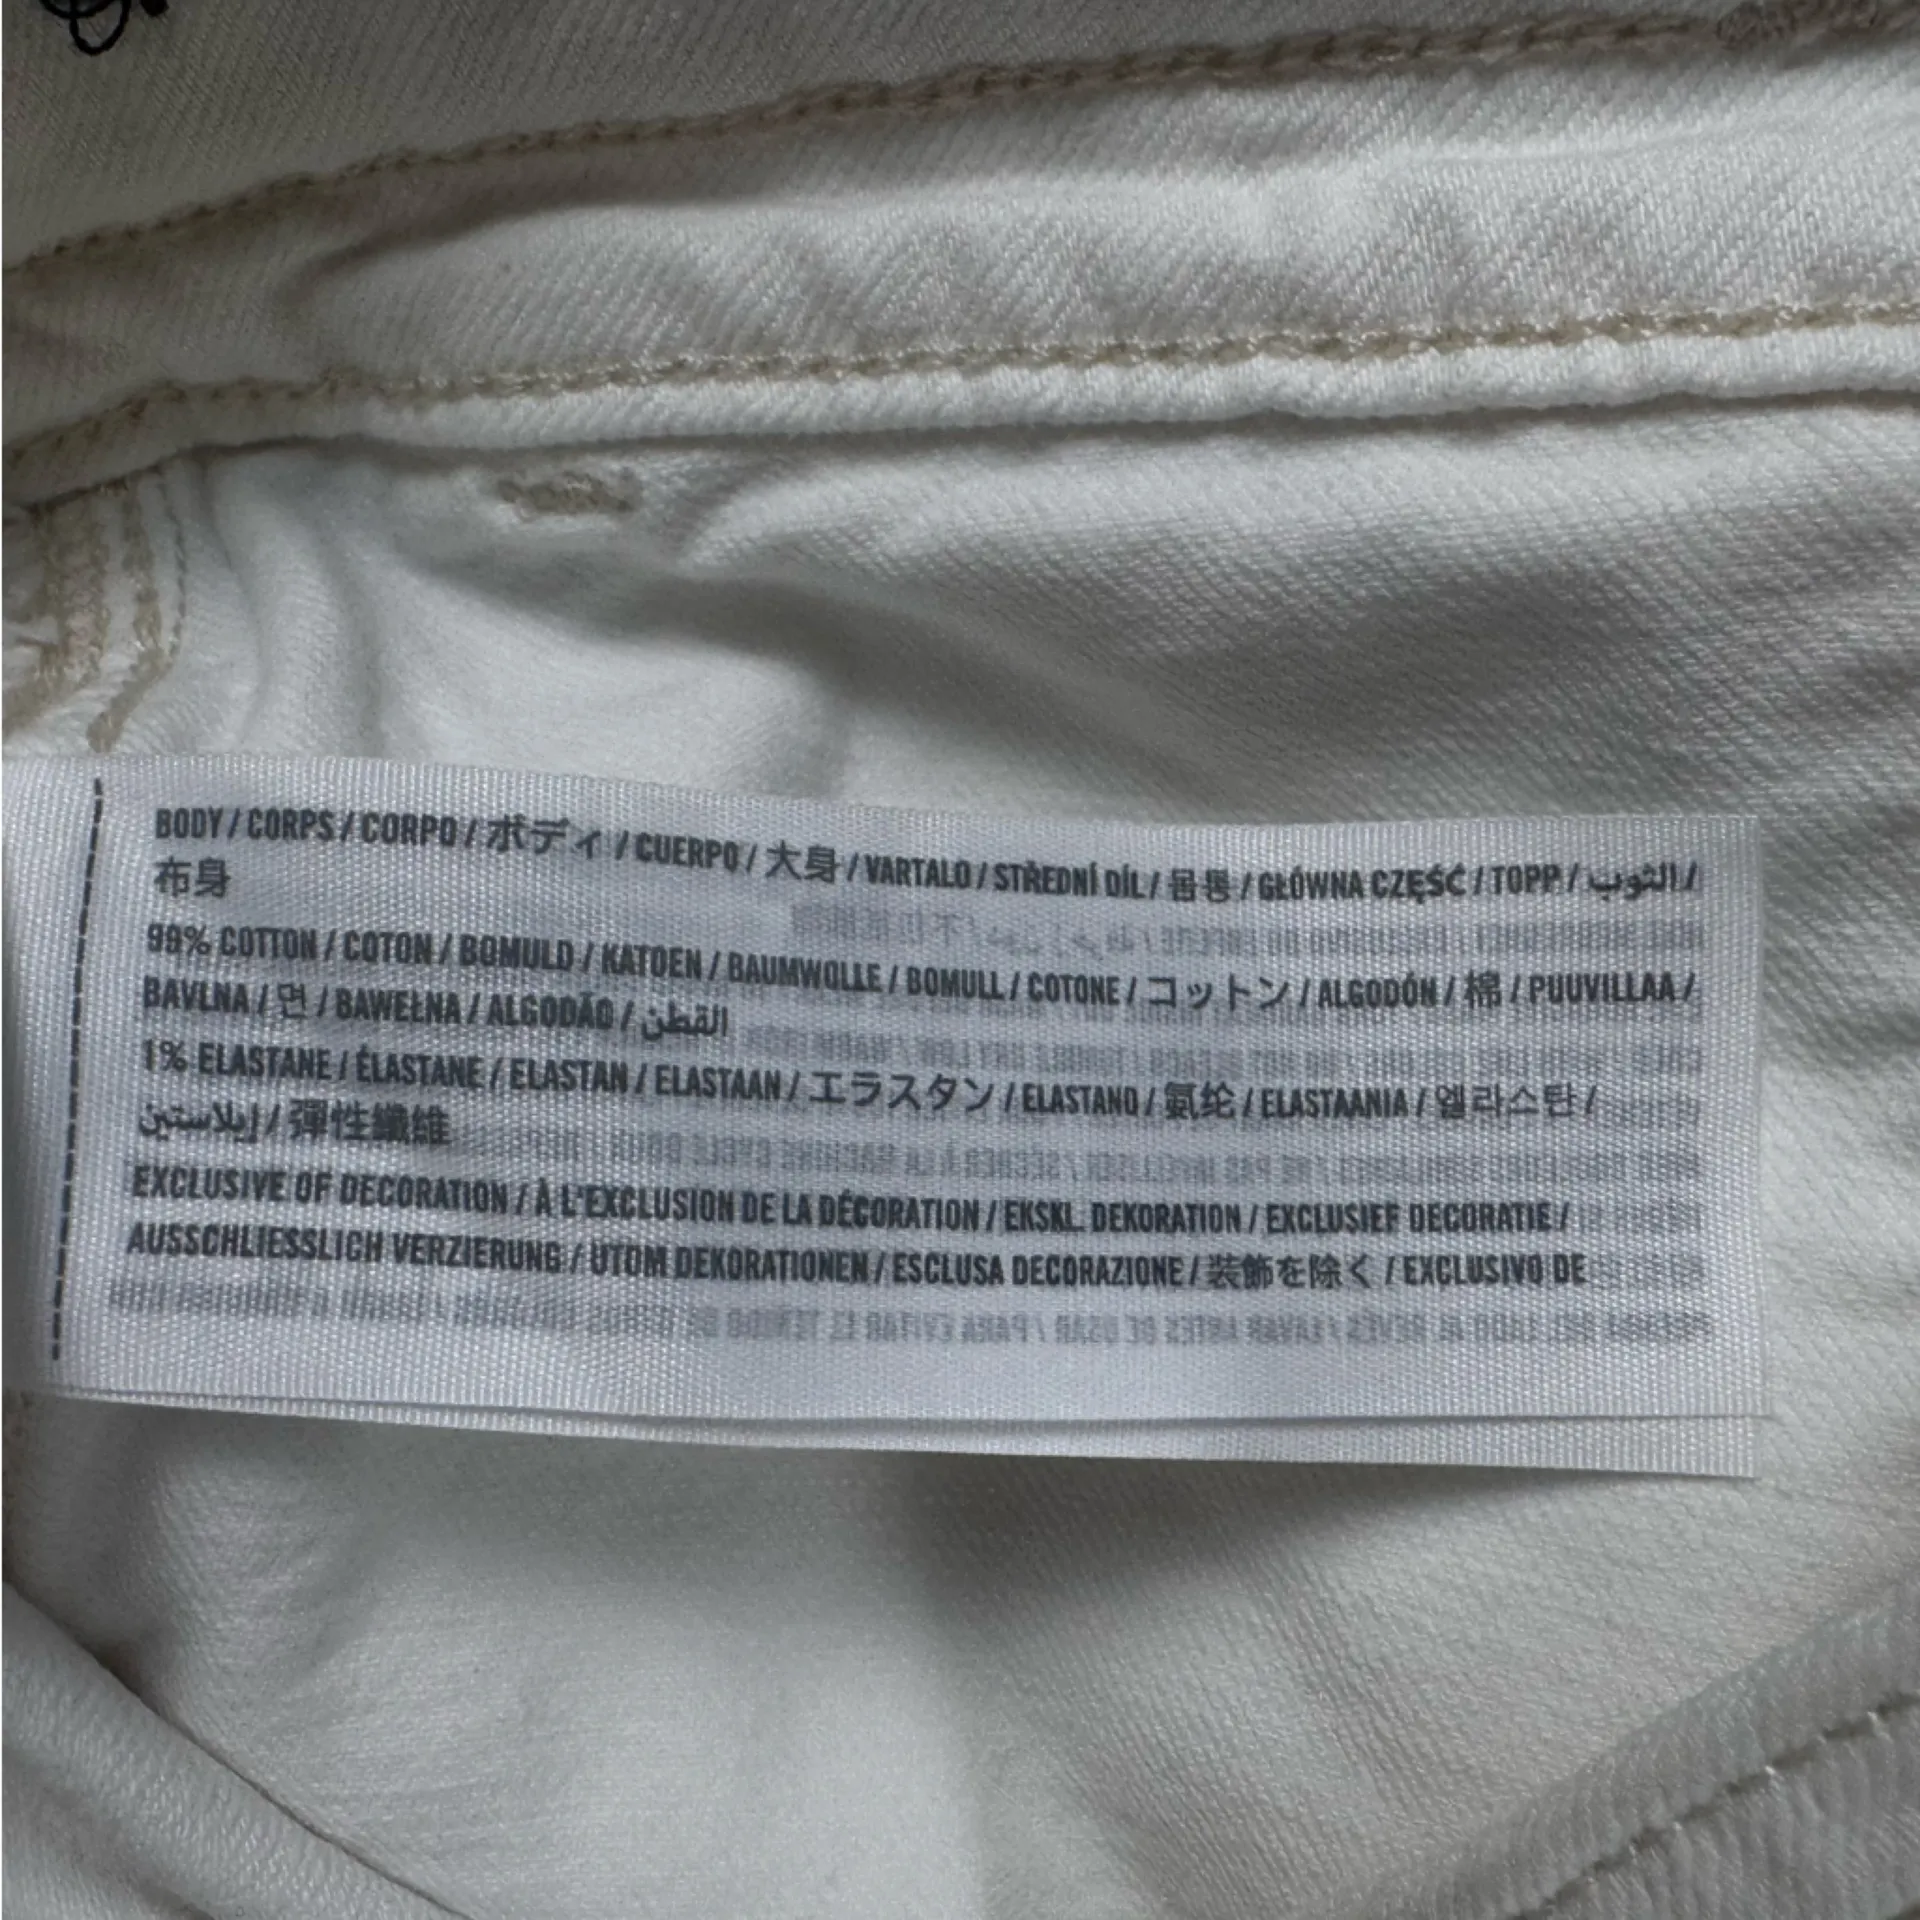 BODY / CORPS / CORPO / ボディ / CUERPO / 大身 / VARTALO / STŘEDNÍ DÍL / 몸통 / GŁÓWNA CZĘŚĆ / TOPP / الثوب /
布身
99% COTTON / COTON / BOMULD / KATOEN / BAUMWOLLE / BOMULL / COTONE / コットン / ALGODÓN / 棉 / PUUVILLAA /
BAVLNA / 면 / BAWEŁNA / ALGODÃO / القطن
1% ELASTANE / ÉLASTANE / ELASTAN / ELASTAAN / エラスタン / ELASTANO / 氨纶 / ELASTAANIA / 엘라스탄 /
إيلاستين / 彈性纖維
EXCLUSIVE OF DECORATION / À L'EXCLUSION DE LA DÉCORATION / EKSKL. DEKORATION / EXCLUSIEF DECORATIE /
AUSSCHLIESSLICH VERZIERUNG / UTOM DEKORATIONEN / ESCLUSA DECORAZIONE / 装飾を除く / EXCLUSIVO DE